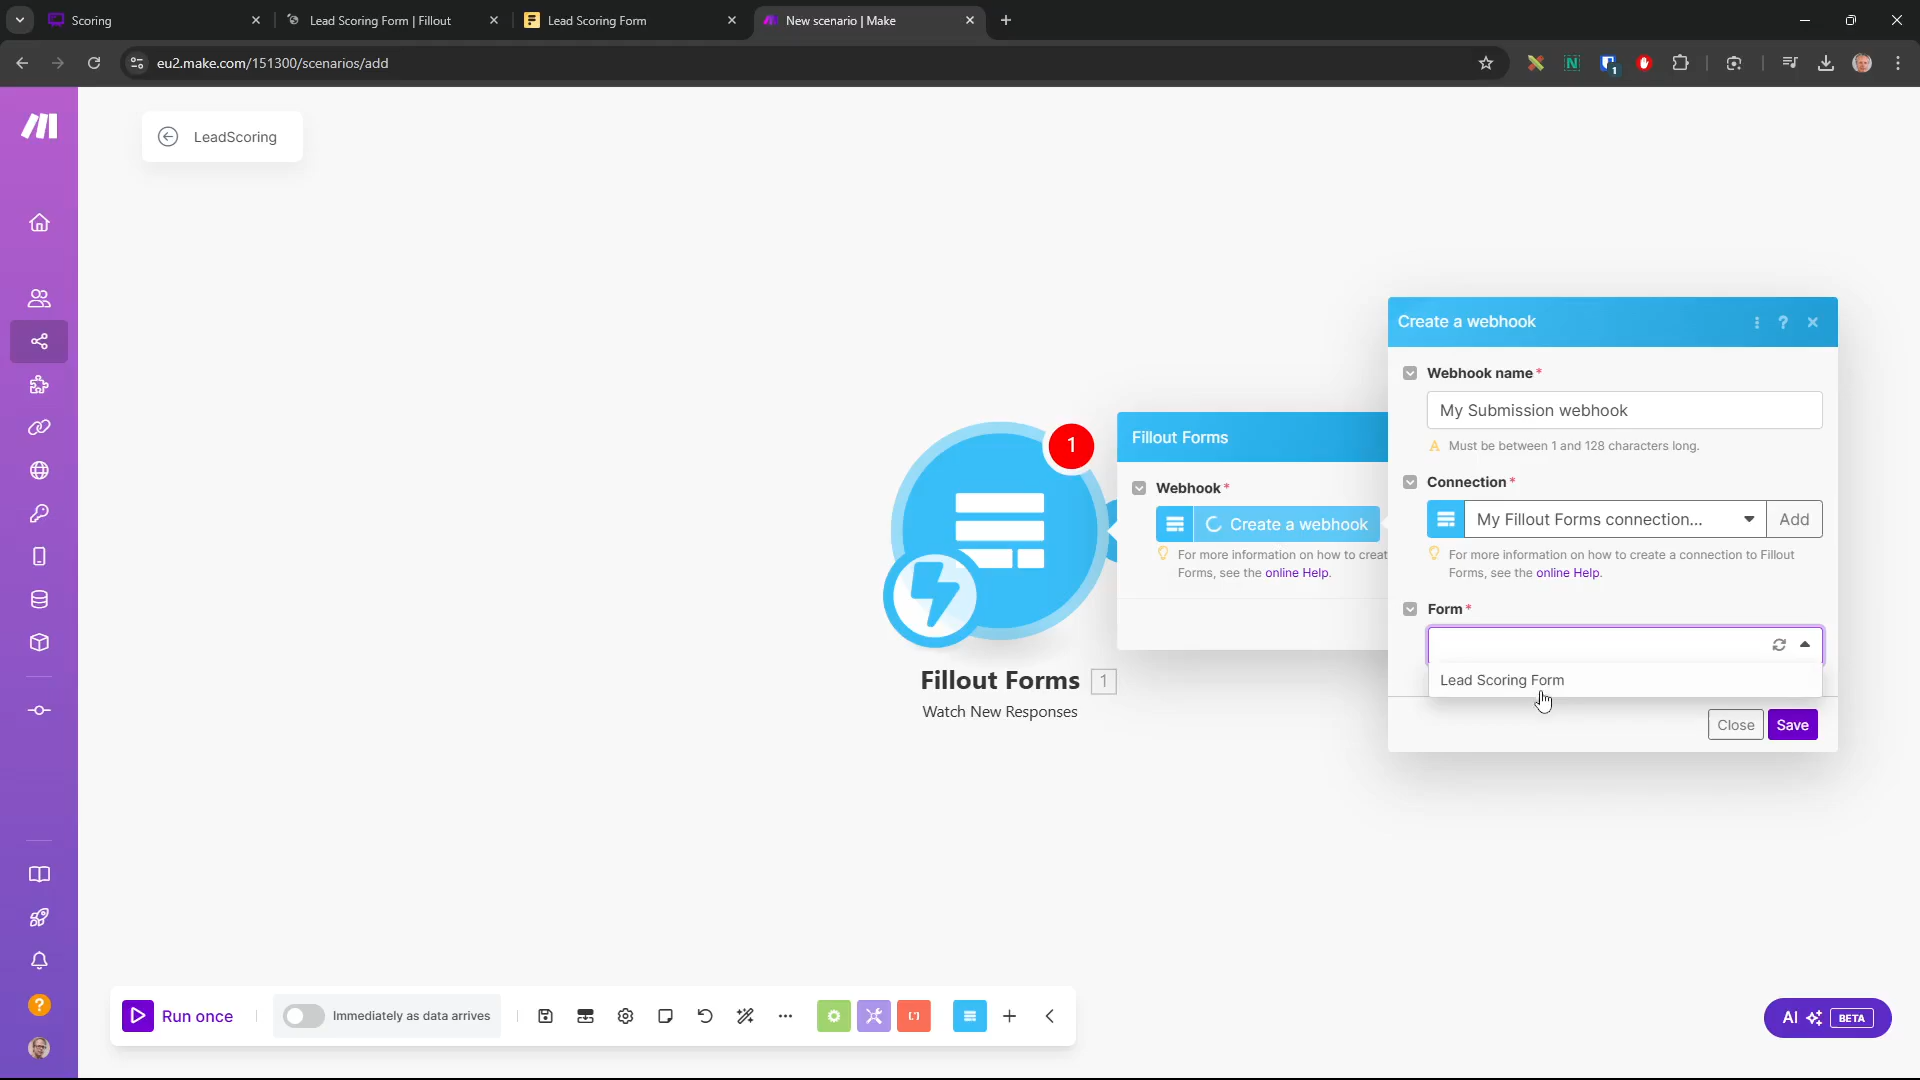 Scoring
Lead Scoring Form | Fillout
Lead Scoring Form
New scenario | Make
eu2.make.com/151300/scenarios/add
1
LeadScoring
Create a webhook
Webhook name *
My Submission webhook
Must be between 1 and 128 characters long.
Connection *
My Fillout Forms connection...
Add
For more information on how to create a connection to Fillout
Forms, see the online Help.
Form *
Lead Scoring Form
Close
Save
1
Fillout Forms
Webhook *
Create a webhook
For more information on how to creat
Forms, see the online Help.
Fillout Forms 1
Watch New Responses
?
Run once
Immediately as data arrives
AI BETA